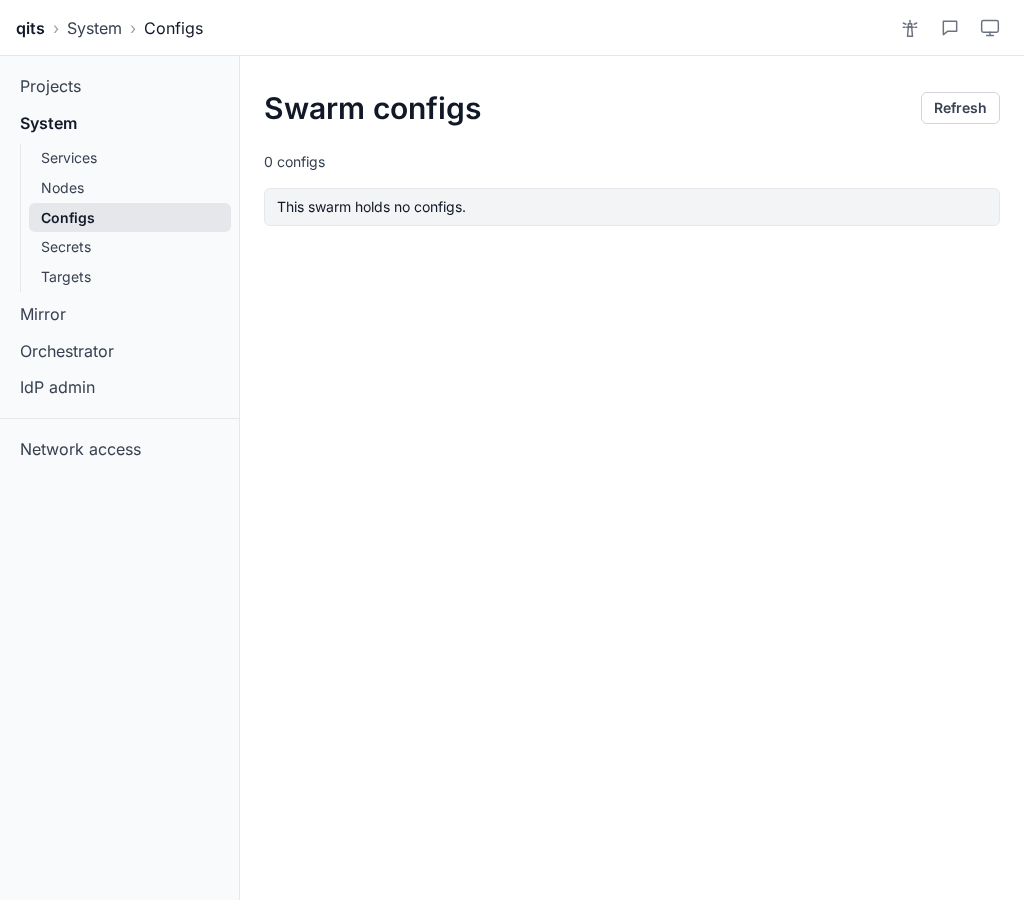 qits › System › Configs
Projects
System
Services
Nodes
Configs
Secrets
Targets
Mirror
Orchestrator
IdP admin
Network access
Swarm configs
Refresh
0 configs
This swarm holds no configs.